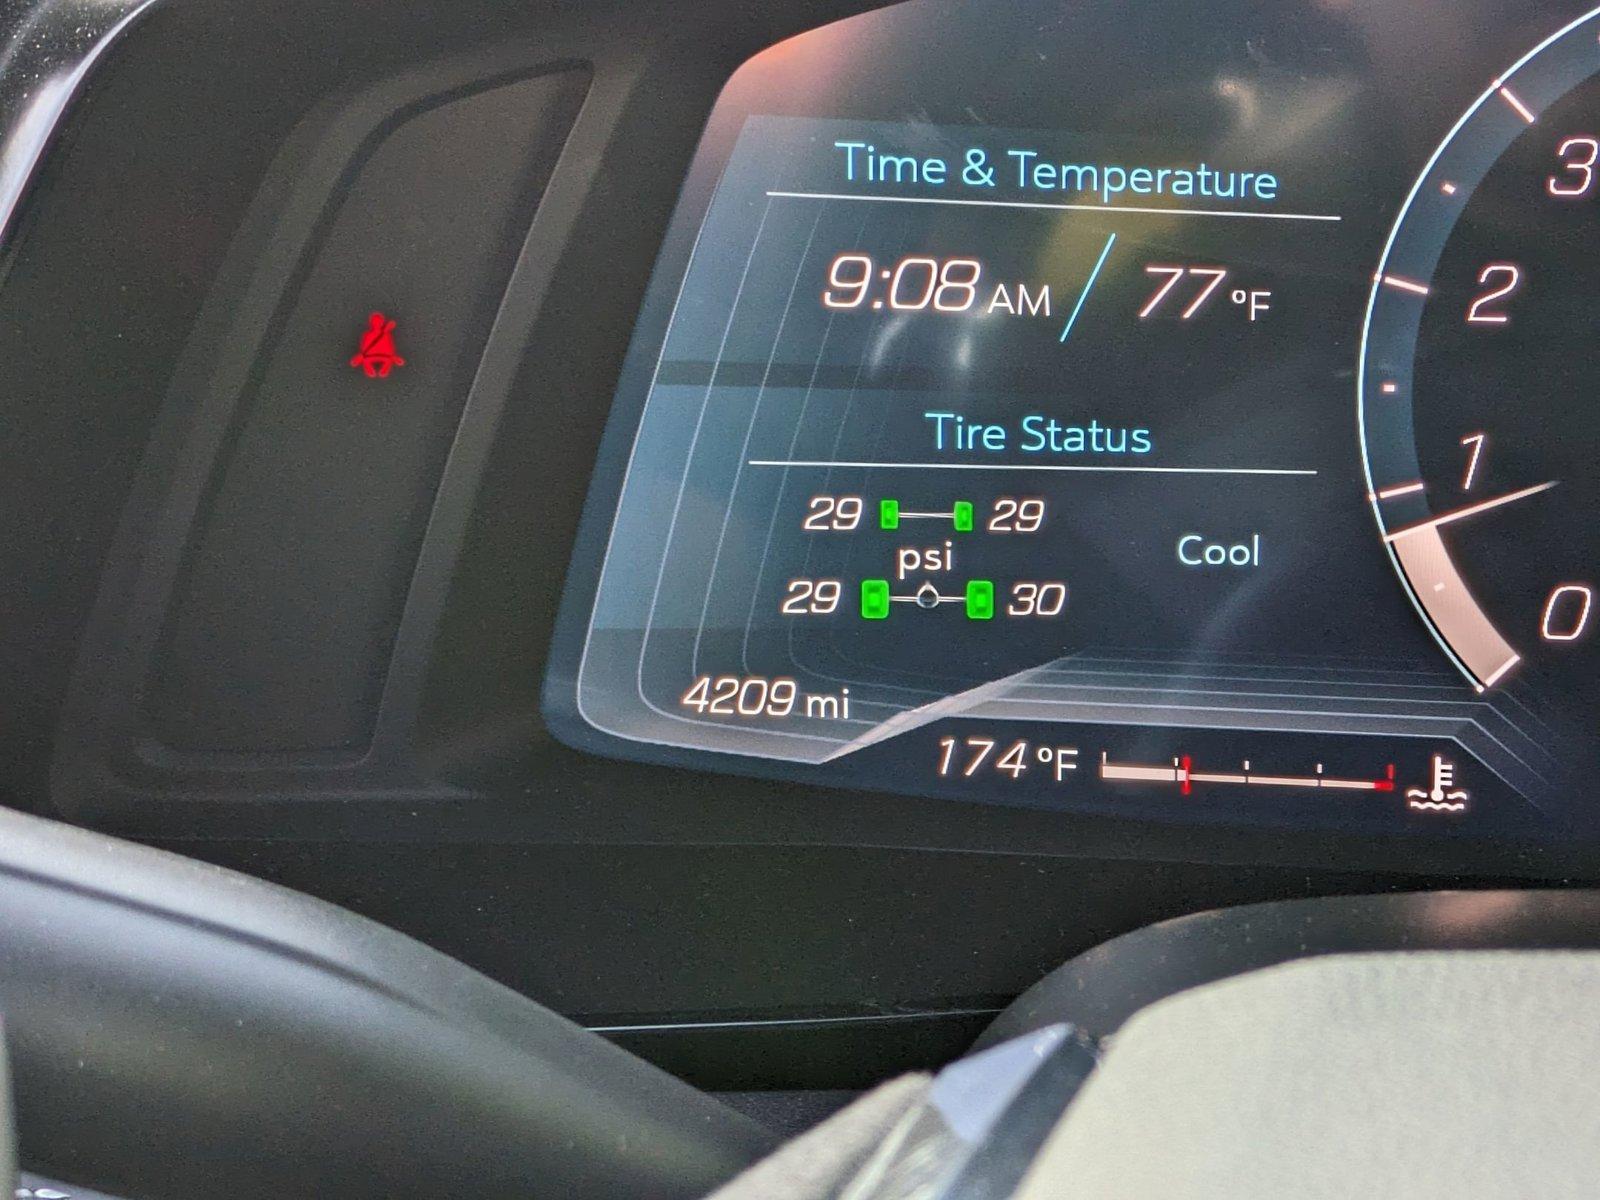 Time & Temperature
9:08 AM / 77 °F
Tire Status
29 29
psi
Cool
29 30
4209 mi
174 °F
3
2
1
0